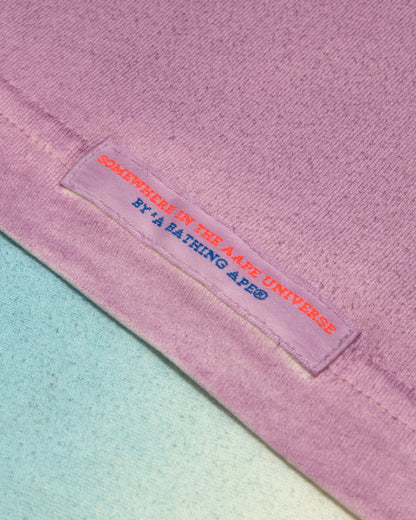 SOMEWHERE IN THE AAPE UNIVERSE
BY *A BATHING APE®